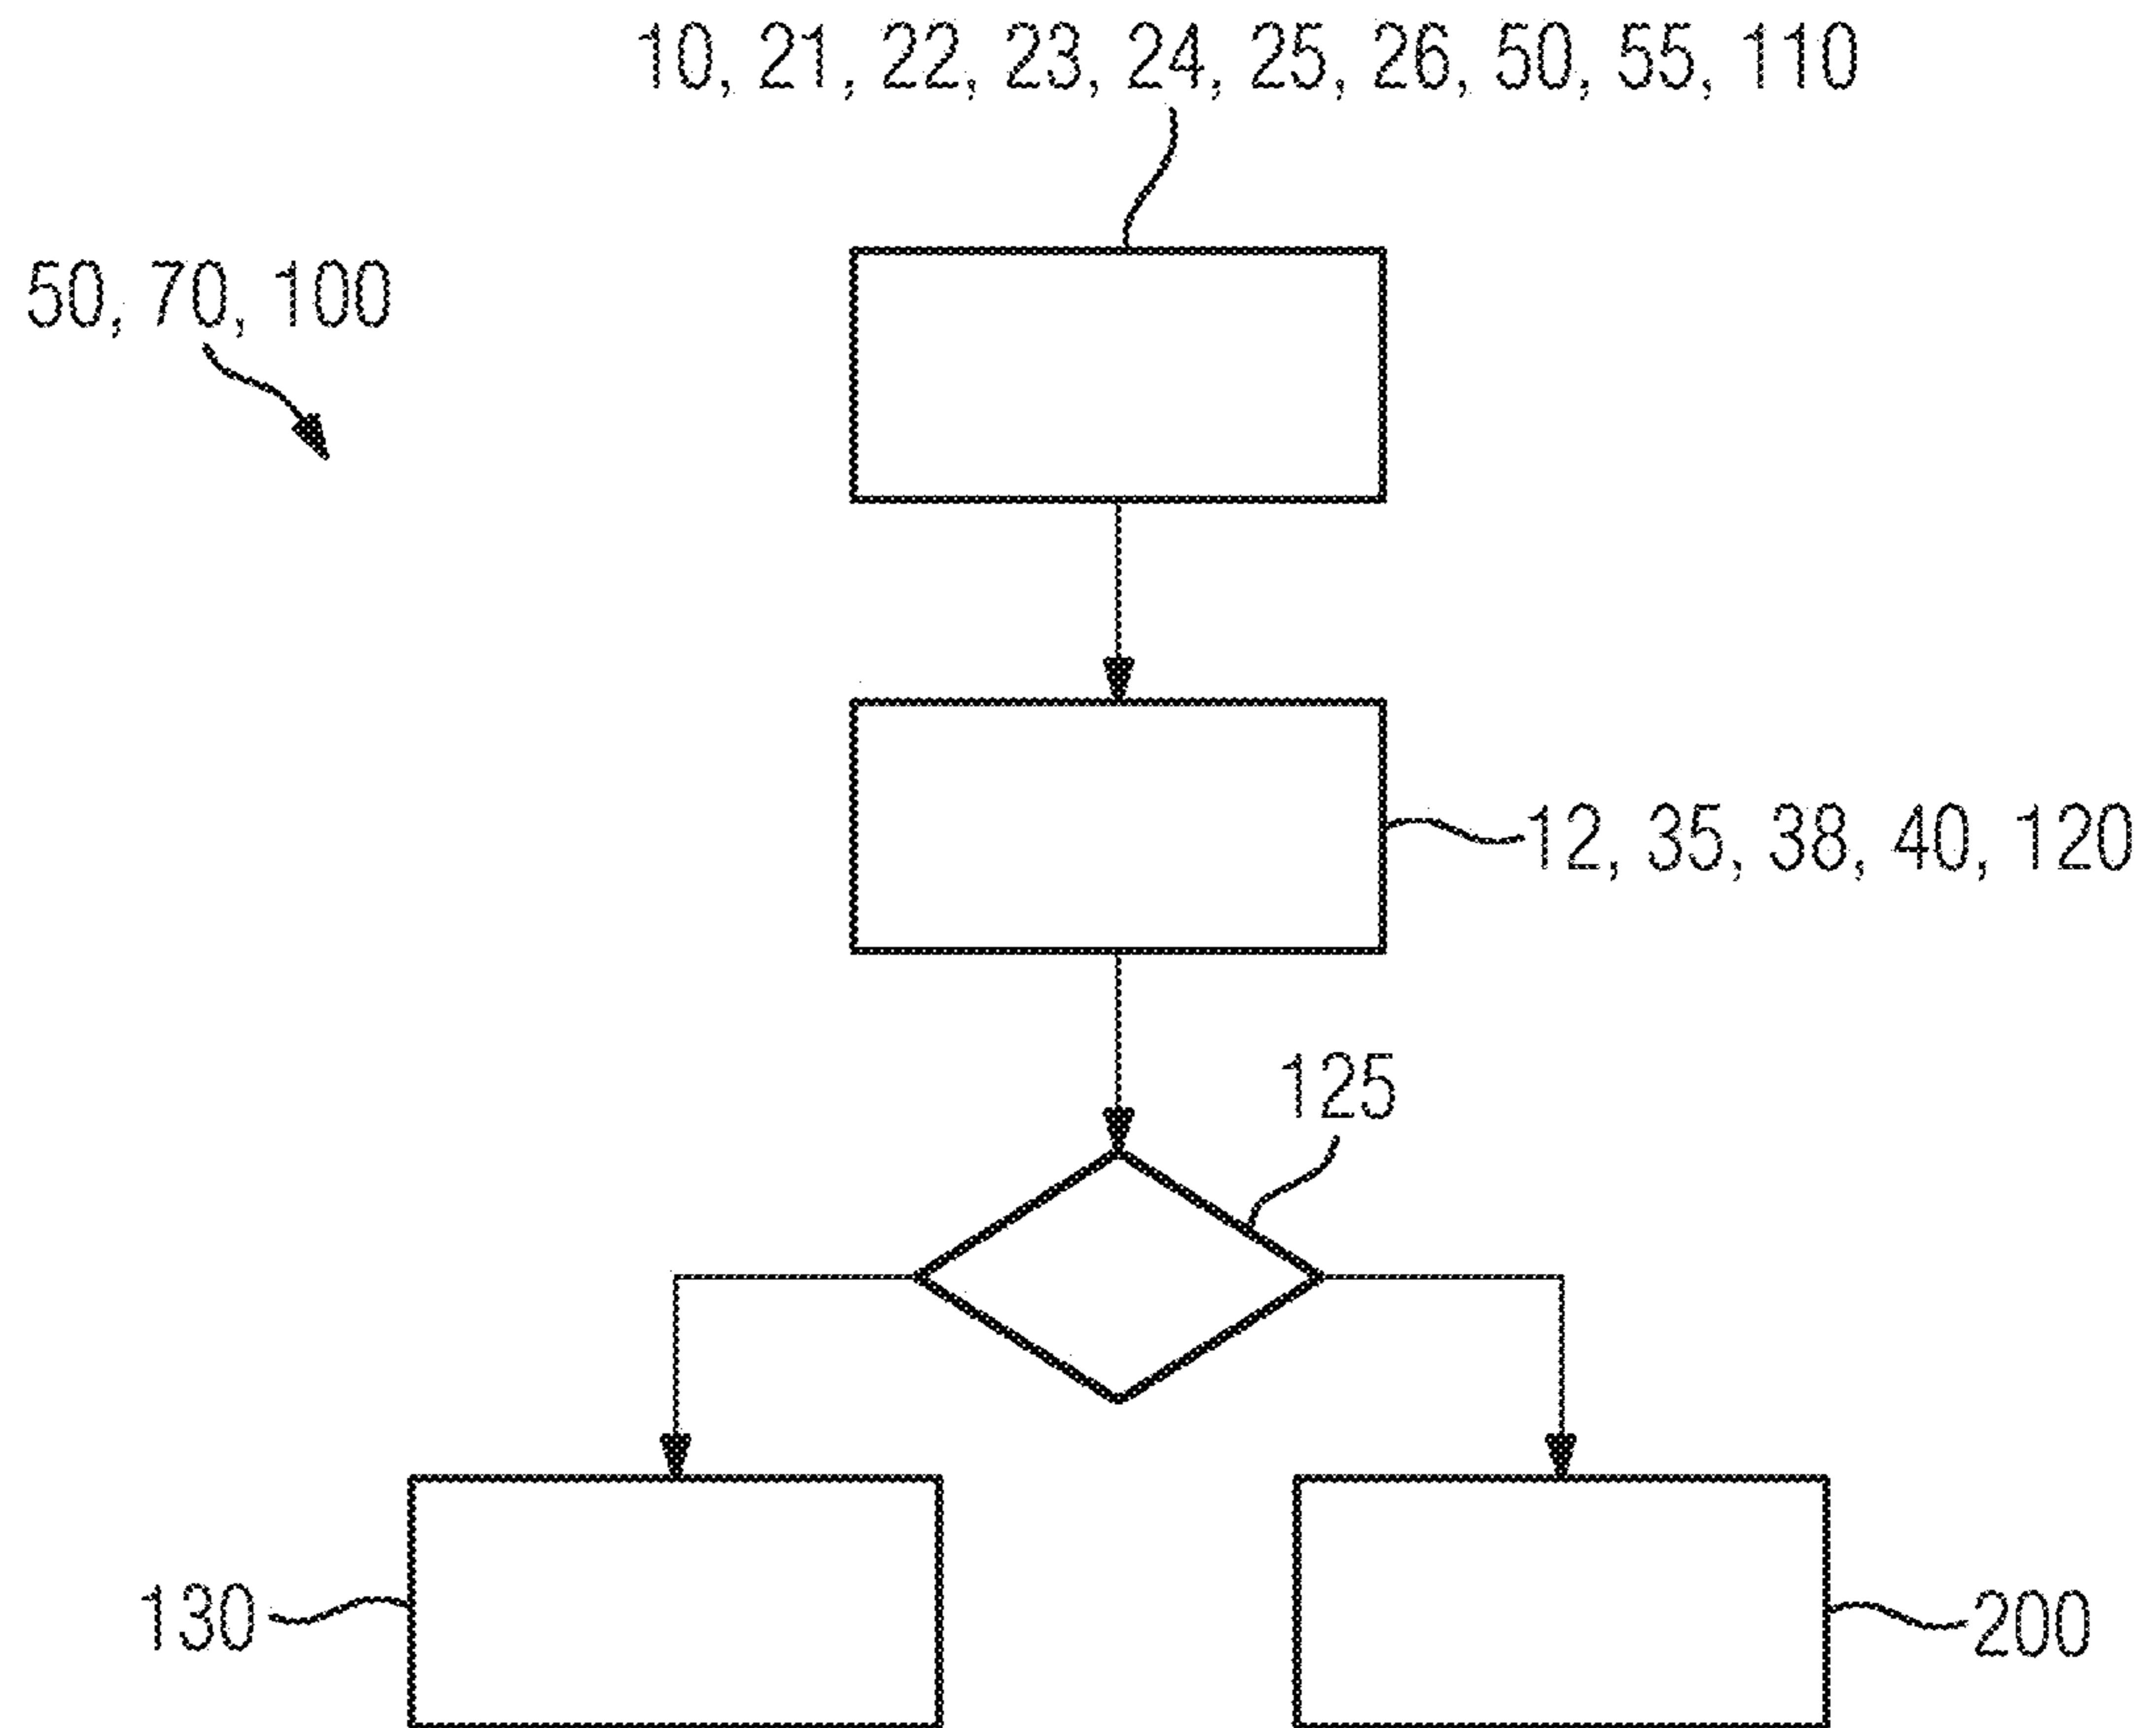 10, 21, 22, 23, 24, 25, 26, 50, 55, 110
50, 70, 100
12, 35, 38, 40, 120
125
130
200